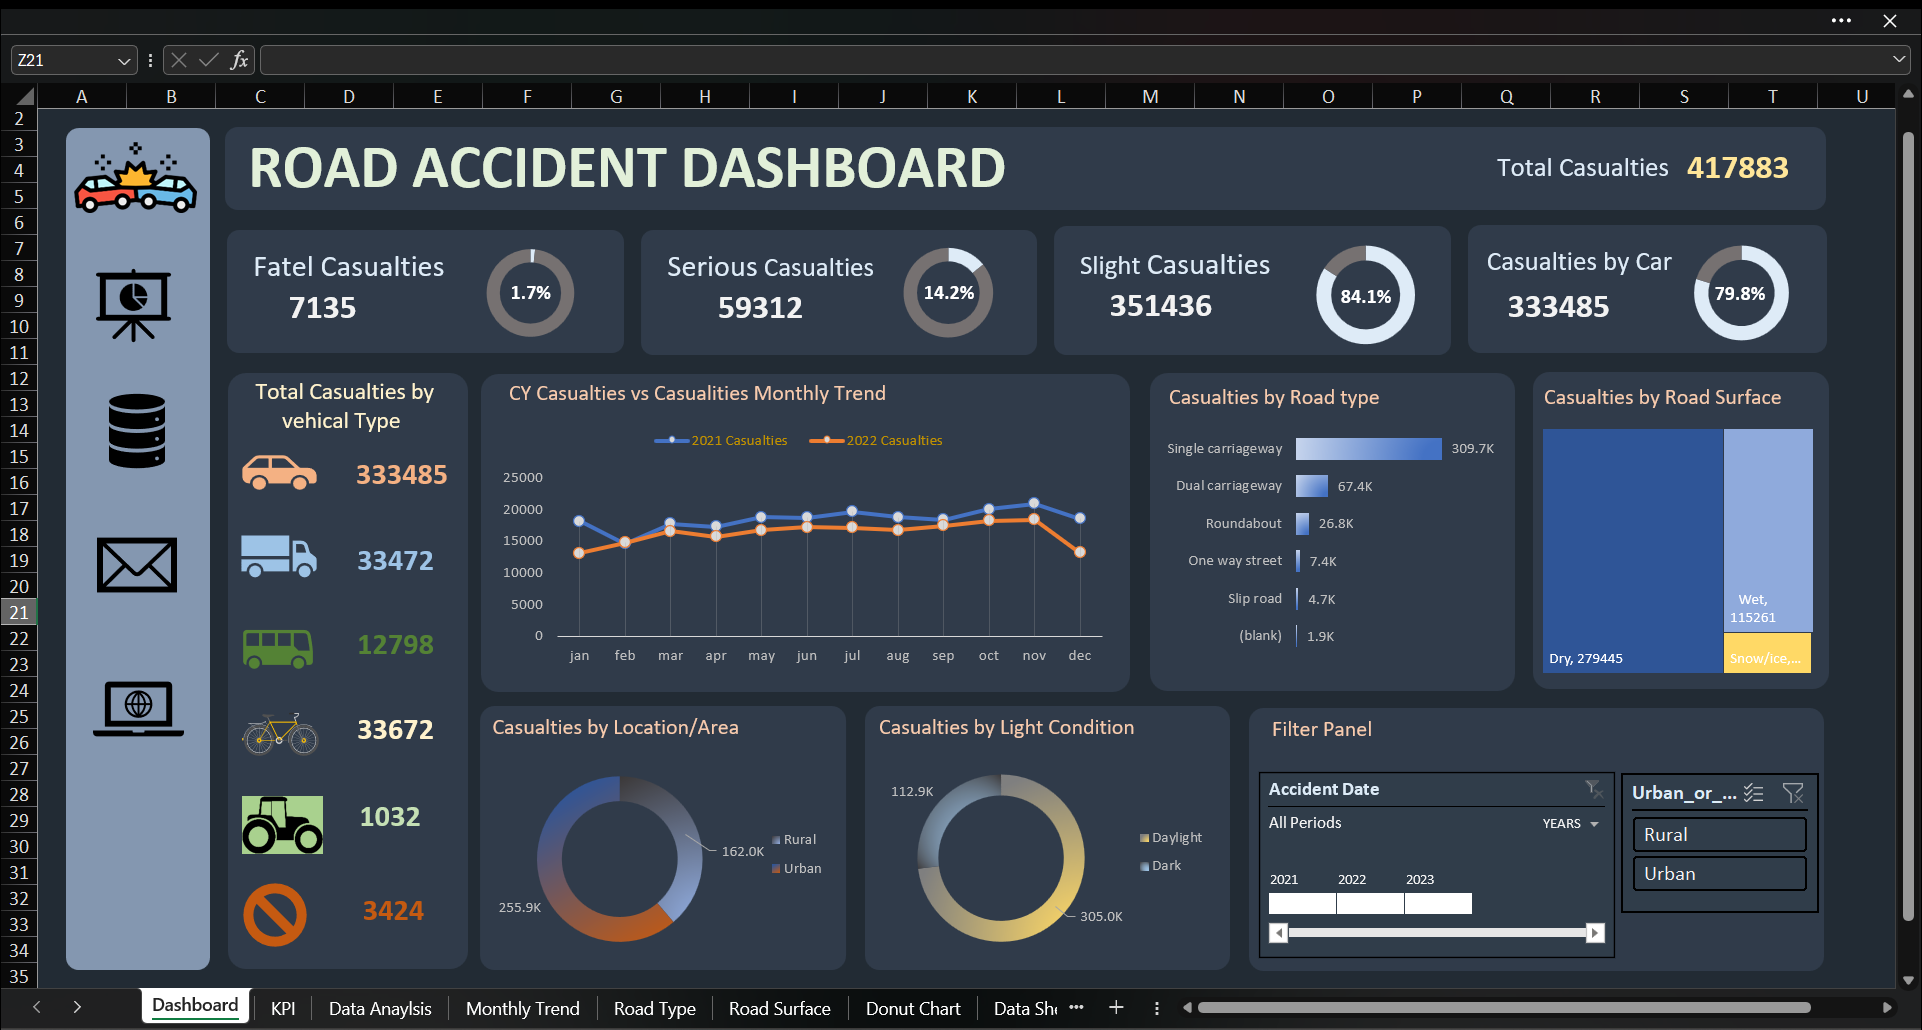 Z21
fx
A B C D E F G H I J K L M N O P Q R S T U
2
3
4
5
6
7
8
9
10
11
12
13
14
15
16
17
18
19
20
21
22
23
24
25
26
27
28
29
30
31
32
33
34
35
ROAD ACCIDENT DASHBOARD
Total Casualties 417883
Fatel Casualties
7135
1.7%
Serious Casualties
59312
14.2%
Slight Casualties
351436
84.1%
Casualties by Car
333485
79.8%
Total Casualties by
vehical Type
333485
33472
12798
33672
1032
3424
CY Casualties vs Casualities Monthly Trend
2021 Casualties 2022 Casualties
25000
20000
15000
10000
5000
0
jan feb mar apr may jun jul aug sep oct nov dec
Casualties by Road type
Single carriageway 309.7K
Dual carriageway 67.4K
Roundabout 26.8K
One way street 7.4K
Slip road 4.7K
(blank) 1.9K
Casualties by Road Surface
Wet,
115261
Dry, 279445
Snow/ice,...
Casualties by Location/Area
162.0K
255.9K
Rural
Urban
Casualties by Light Condition
112.9K
305.0K
Daylight
Dark
Filter Panel
Accident Date
All Periods YEARS
2021 2022 2023
Urban_or_...
Rural
Urban
Dashboard KPI Data Anaylsis Monthly Trend Road Type Road Surface Donut Chart Data She ...